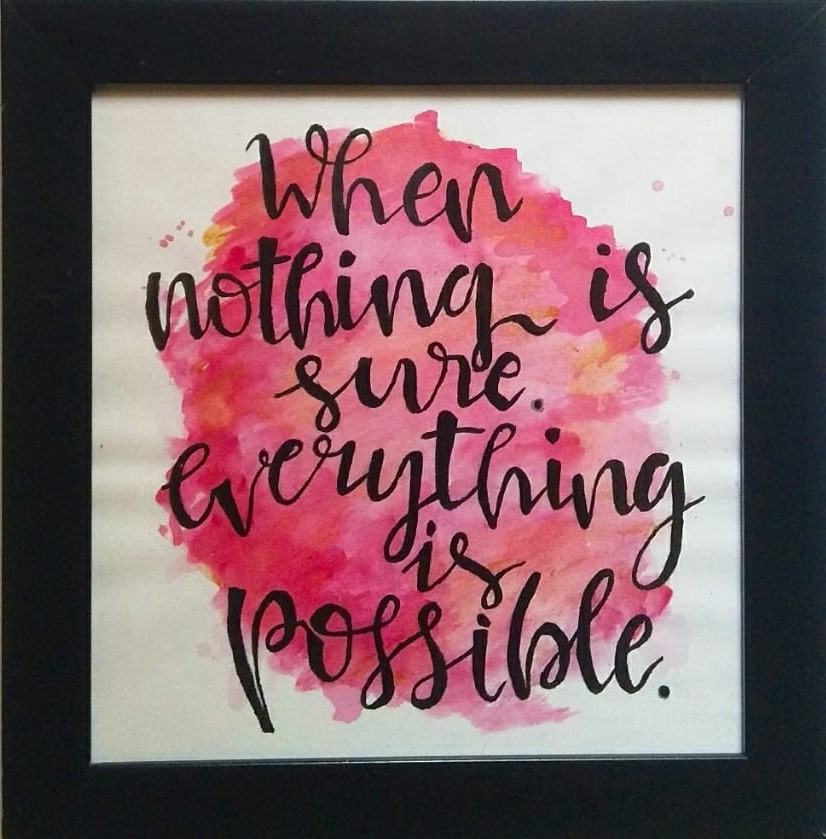 When
nothing is
sure.
everything
is
possible.